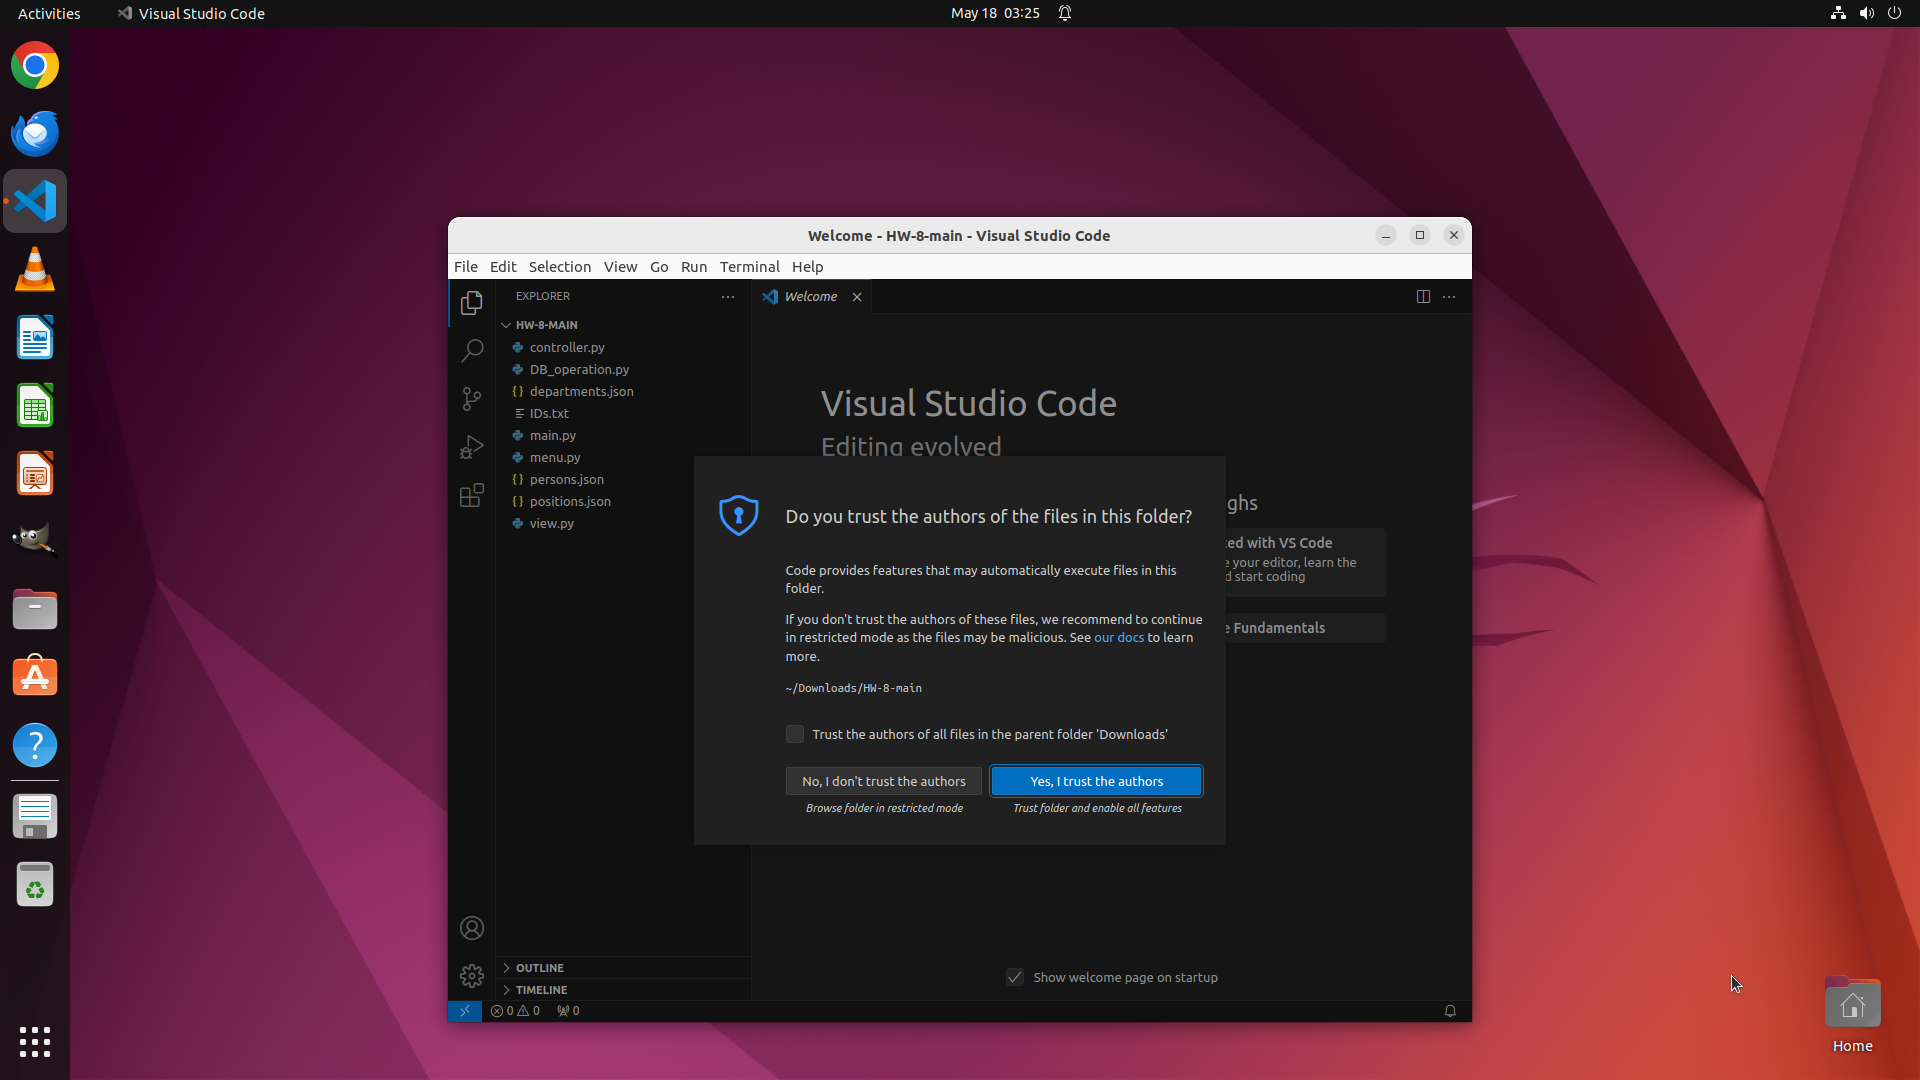 Activities
Visual Studio Code
May 18 03:25
Welcome - HW-8-main - Visual Studio Code
File Edit Selection View Go Run Terminal Help
EXPLORER
Welcome
HW-8-MAIN
controller.py
DB_operation.py
departments.json
IDs.txt
main.py
menu.py
persons.json
positions.json
view.py
Visual Studio Code
Editing evolved
ghs
ted with VS Code
e your editor, learn the
d start coding
e Fundamentals
Do you trust the authors of the files in this folder?
Code provides features that may automatically execute files in this
folder.
If you don't trust the authors of these files, we recommend to continue
in restricted mode as the files may be malicious. See our docs to learn
more.
~/Downloads/HW-8-main
Trust the authors of all files in the parent folder 'Downloads'
No, I don't trust the authors
Yes, I trust the authors
Browse folder in restricted mode
Trust folder and enable all features
Show welcome page on startup
OUTLINE
TIMELINE
0 0 0
Home